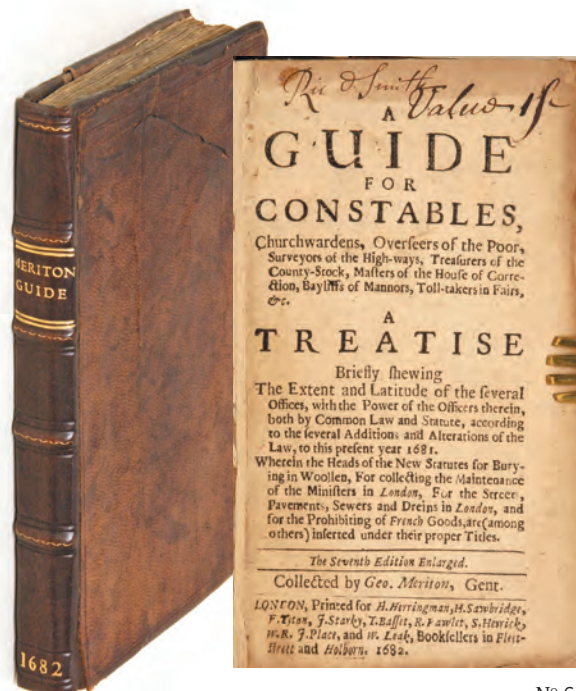 MERITON
GUIDE
1682
Ric d. Smith
Value 1s
A
GUIDE
FOR
CONSTABLES,
Churchwardens, Overſeers of the Poor,
Surveyors of the High-ways, Treaſurers of the
County-Stock, Maſters of the Houſe of Corre-
ction, Bayliffs of Mannors, Toll-takers in Fairs,
&c.
A
TREATISE
Briefly ſhewing
The Extent and Latitude of the ſeveral
Offices, with the Power of the Officers therein,
both by Common Law and Statute, according
to the ſeveral Additions and Alterations of the
Law, to this preſent year 1681.
Wherein the Heads of the New Statutes for Bury-
ing in Woollen, For collecting the Maintenance
of the Miniſters in London, For the Streets,
Pavements, Sewers and Dreins in London, and
for the Prohibiting of French Goods, are (among
others) inſerted under their proper Titles.
The Seventh Edition Enlarged.
Collected by Geo. Meriton, Gent.
LONDON, Printed for H. Herringman, H. Sawbridge,
F. Tyton, J. Starky, T. Baſſet, R. Pawlet, S. Herrick,
W. R. J. Place, and W. Leak, Bookſellers in Fleet-
ſtreet and Holborn. 1682.